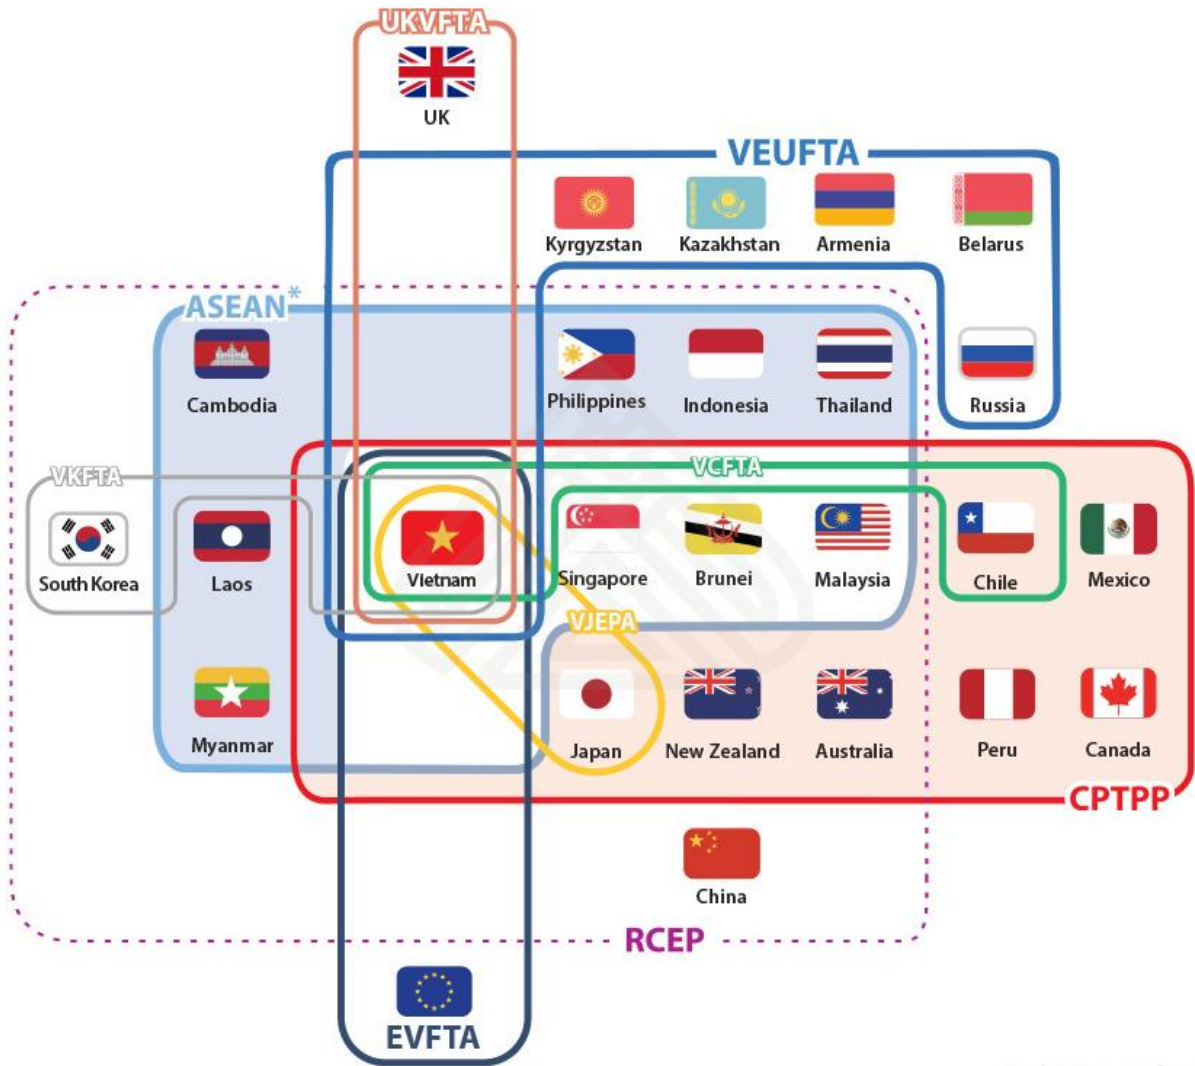 UKVFTA
UK
VEUFTA
Kyrgyzstan Kazakhstan Armenia Belarus
ASEAN*
Cambodia Philippines Indonesia Thailand Russia
VKFTA VCFTA
South Korea Laos Vietnam Singapore Brunei Malaysia Chile Mexico
VJEPA
Myanmar Japan New Zealand Australia Peru Canada
CPTPP
China
RCEP
EVFTA